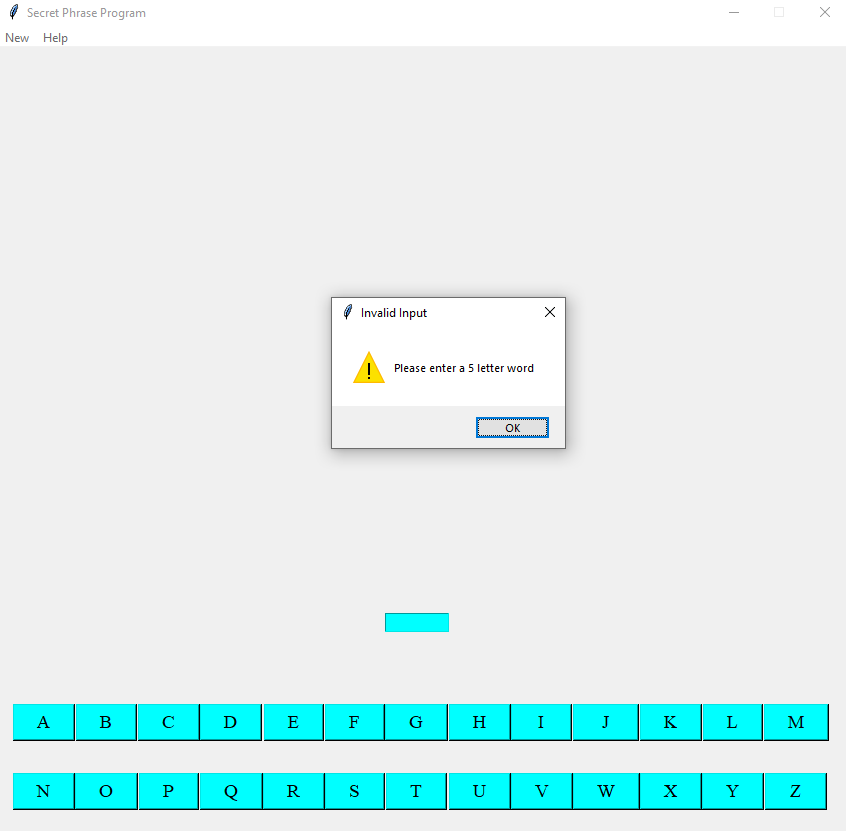 Secret Phrase Program
New Help
Invalid Input
Please enter a 5 letter word
OK
A B C D E F G H I J K L M
N O P Q R S T U V W X Y Z